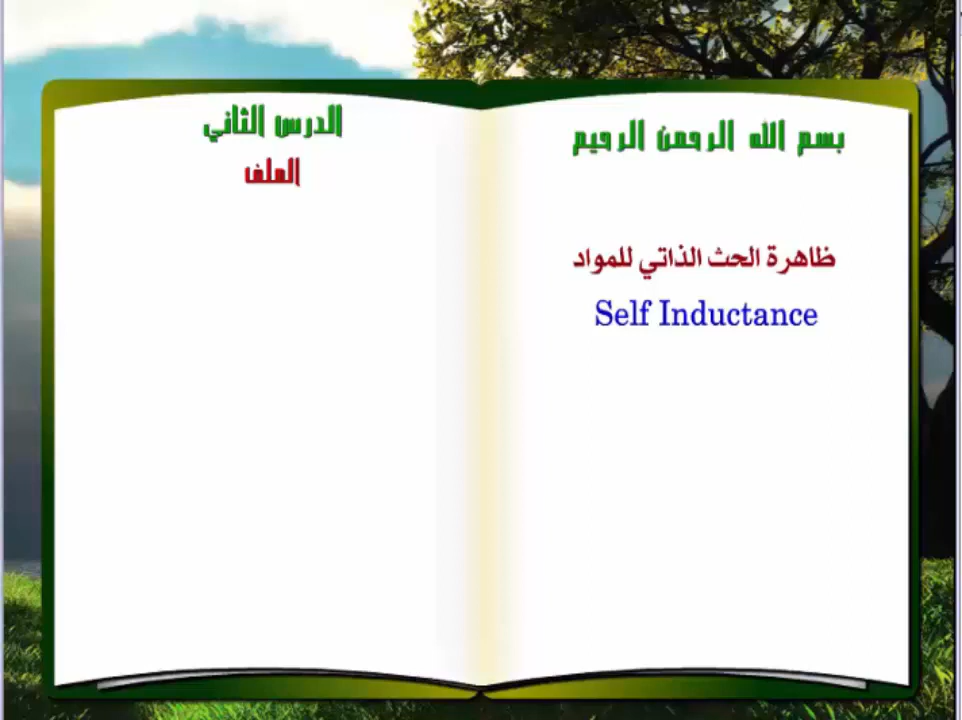 بسم الله الرحمن الرحيم
ظاهرة الحث الذاتي للمواد
Self Inductance
الدرس الثاني
الملف